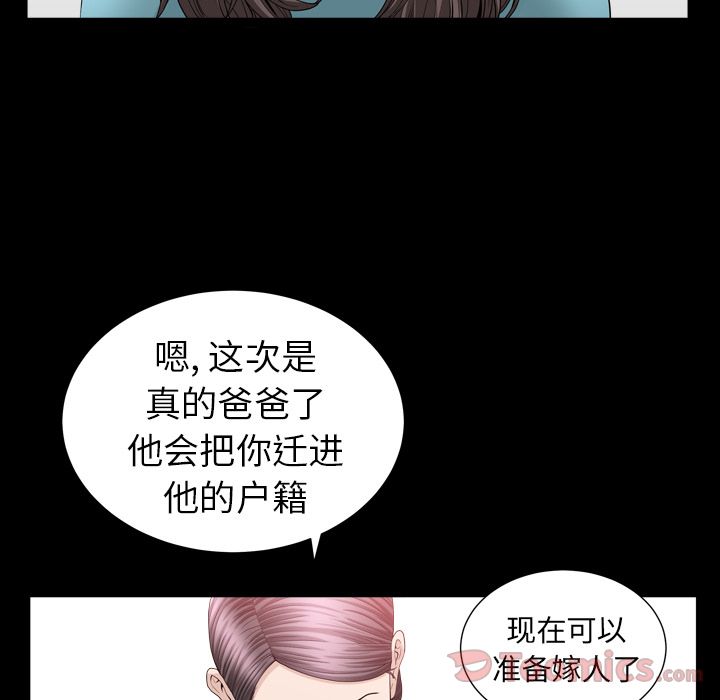 嗯, 这次是
真的爸爸了
他会把你迁进
他的户籍
现在可以
准备嫁人了